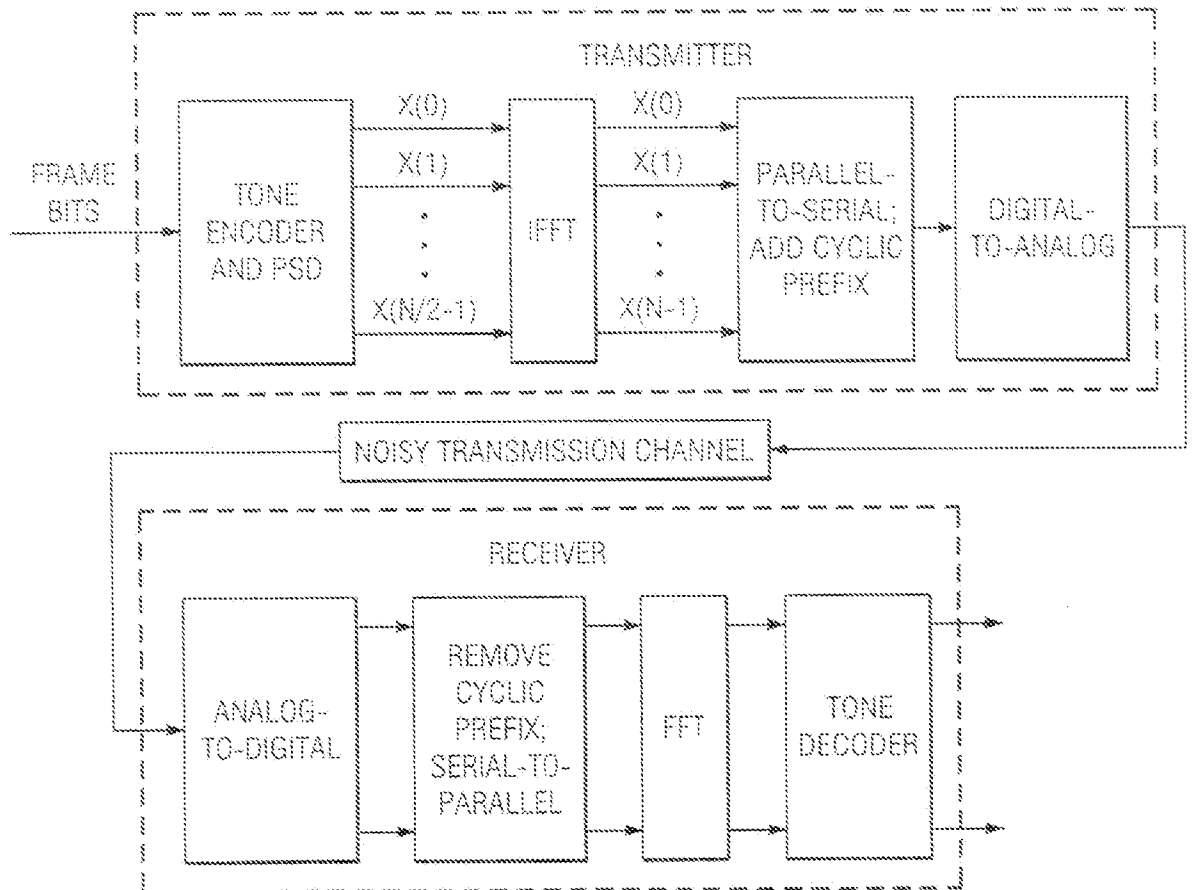 TRANSMITTER
FRAME
BITS
TONE
ENCODER
AND PSD
X(0)
X(1)
X(N/2-1)
IFFT
X(0)
X(1)
X(N-1)
PARALLEL-
TO-SERIAL;
ADD CYCLIC
PREFIX
DIGITAL-
TO-ANALOG
NOISY TRANSMISSION CHANNEL
RECEIVER
ANALOG-
TO-DIGITAL
REMOVE
CYCLIC
PREFIX;
SERIAL-TO-
PARALLEL
FFT
TONE
DECODER